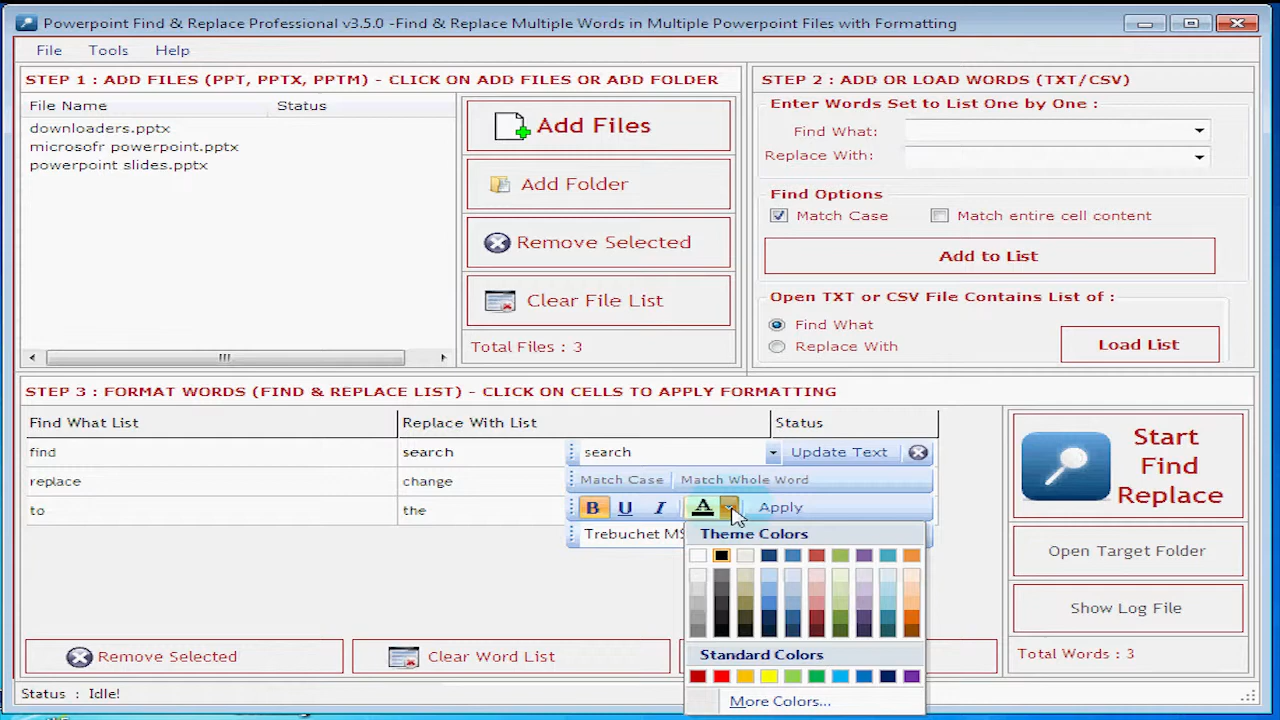 Powerpoint Find & Replace Professional v3.5.0 -Find & Replace Multiple Words in Multiple Powerpoint Files with Formatting
File Tools Help
STEP 1 : ADD FILES (PPT, PPTX, PPTM) - CLICK ON ADD FILES OR ADD FOLDER
File Name Status
downloaders.pptx
microsofr powerpoint.pptx
powerpoint slides.pptx
Add Files
Add Folder
Remove Selected
Clear File List
Total Files : 3
STEP 2 : ADD OR LOAD WORDS (TXT/CSV)
Enter Words Set to List One by One :
Find What:
Replace With:
Find Options
Match Case Match entire cell content
Add to List
Open TXT or CSV File Contains List of :
Find What
Replace With
Load List
STEP 3 : FORMAT WORDS (FIND & REPLACE LIST) - CLICK ON CELLS TO APPLY FORMATTING
Find What List Replace With List Status
find search search Update Text
replace change Match Case Match Whole Word
to the B U I A Apply
Trebuchet MS
Theme Colors
Standard Colors
More Colors...
Start
Find
Replace
Open Target Folder
Show Log File
Total Words : 3
Remove Selected Clear Word List
Status : Idle!